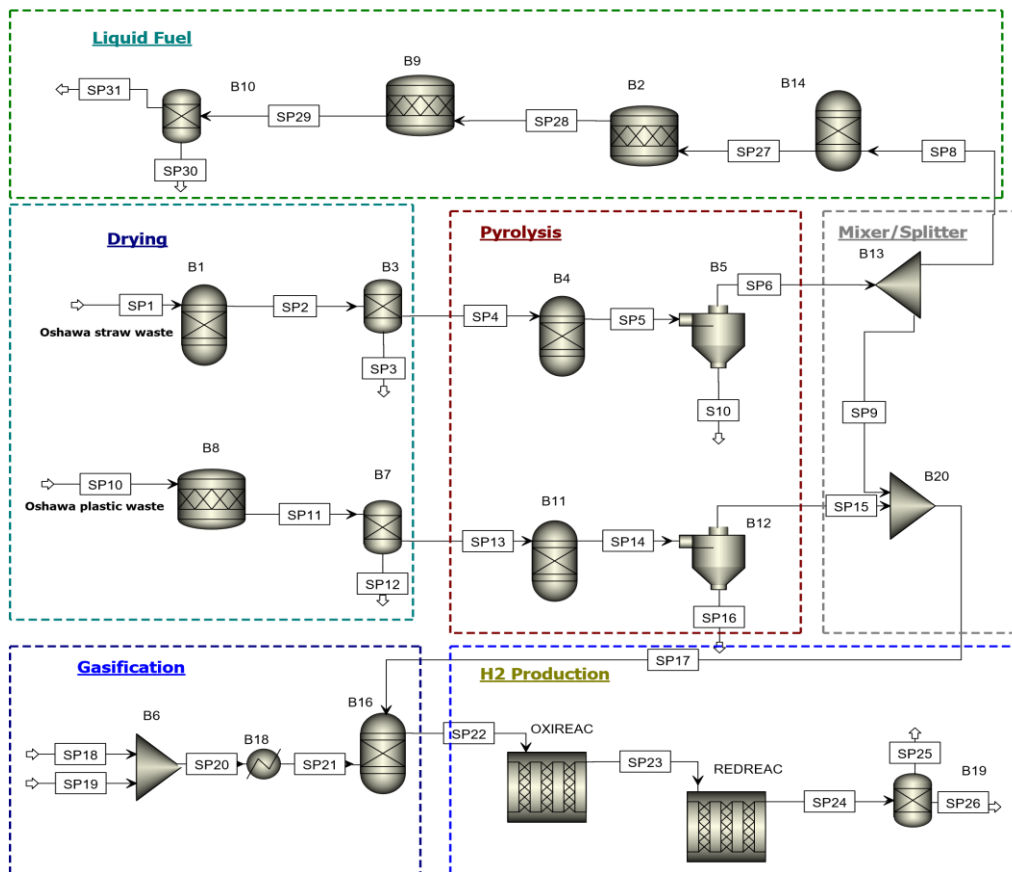 Liquid Fuel
B9
B2
B14
B10
SP31
SP29
SP28
SP27
SP8
SP30
Drying
Pyrolysis
Mixer/Splitter
B1
B3
B4
B5
B13
SP1
SP2
SP4
SP5
SP6
Oshawa straw waste
SP3
S10
SP9
B8
B7
B11
B12
B20
SP10
Oshawa plastic waste
SP11
SP13
SP14
SP15
SP12
SP16
SP17
Gasification
H2 Production
B6
B18
B16
SP22
OXIREAC
SP18
SP19
SP20
SP21
SP23
REDREAC
SP24
SP25
B19
SP26